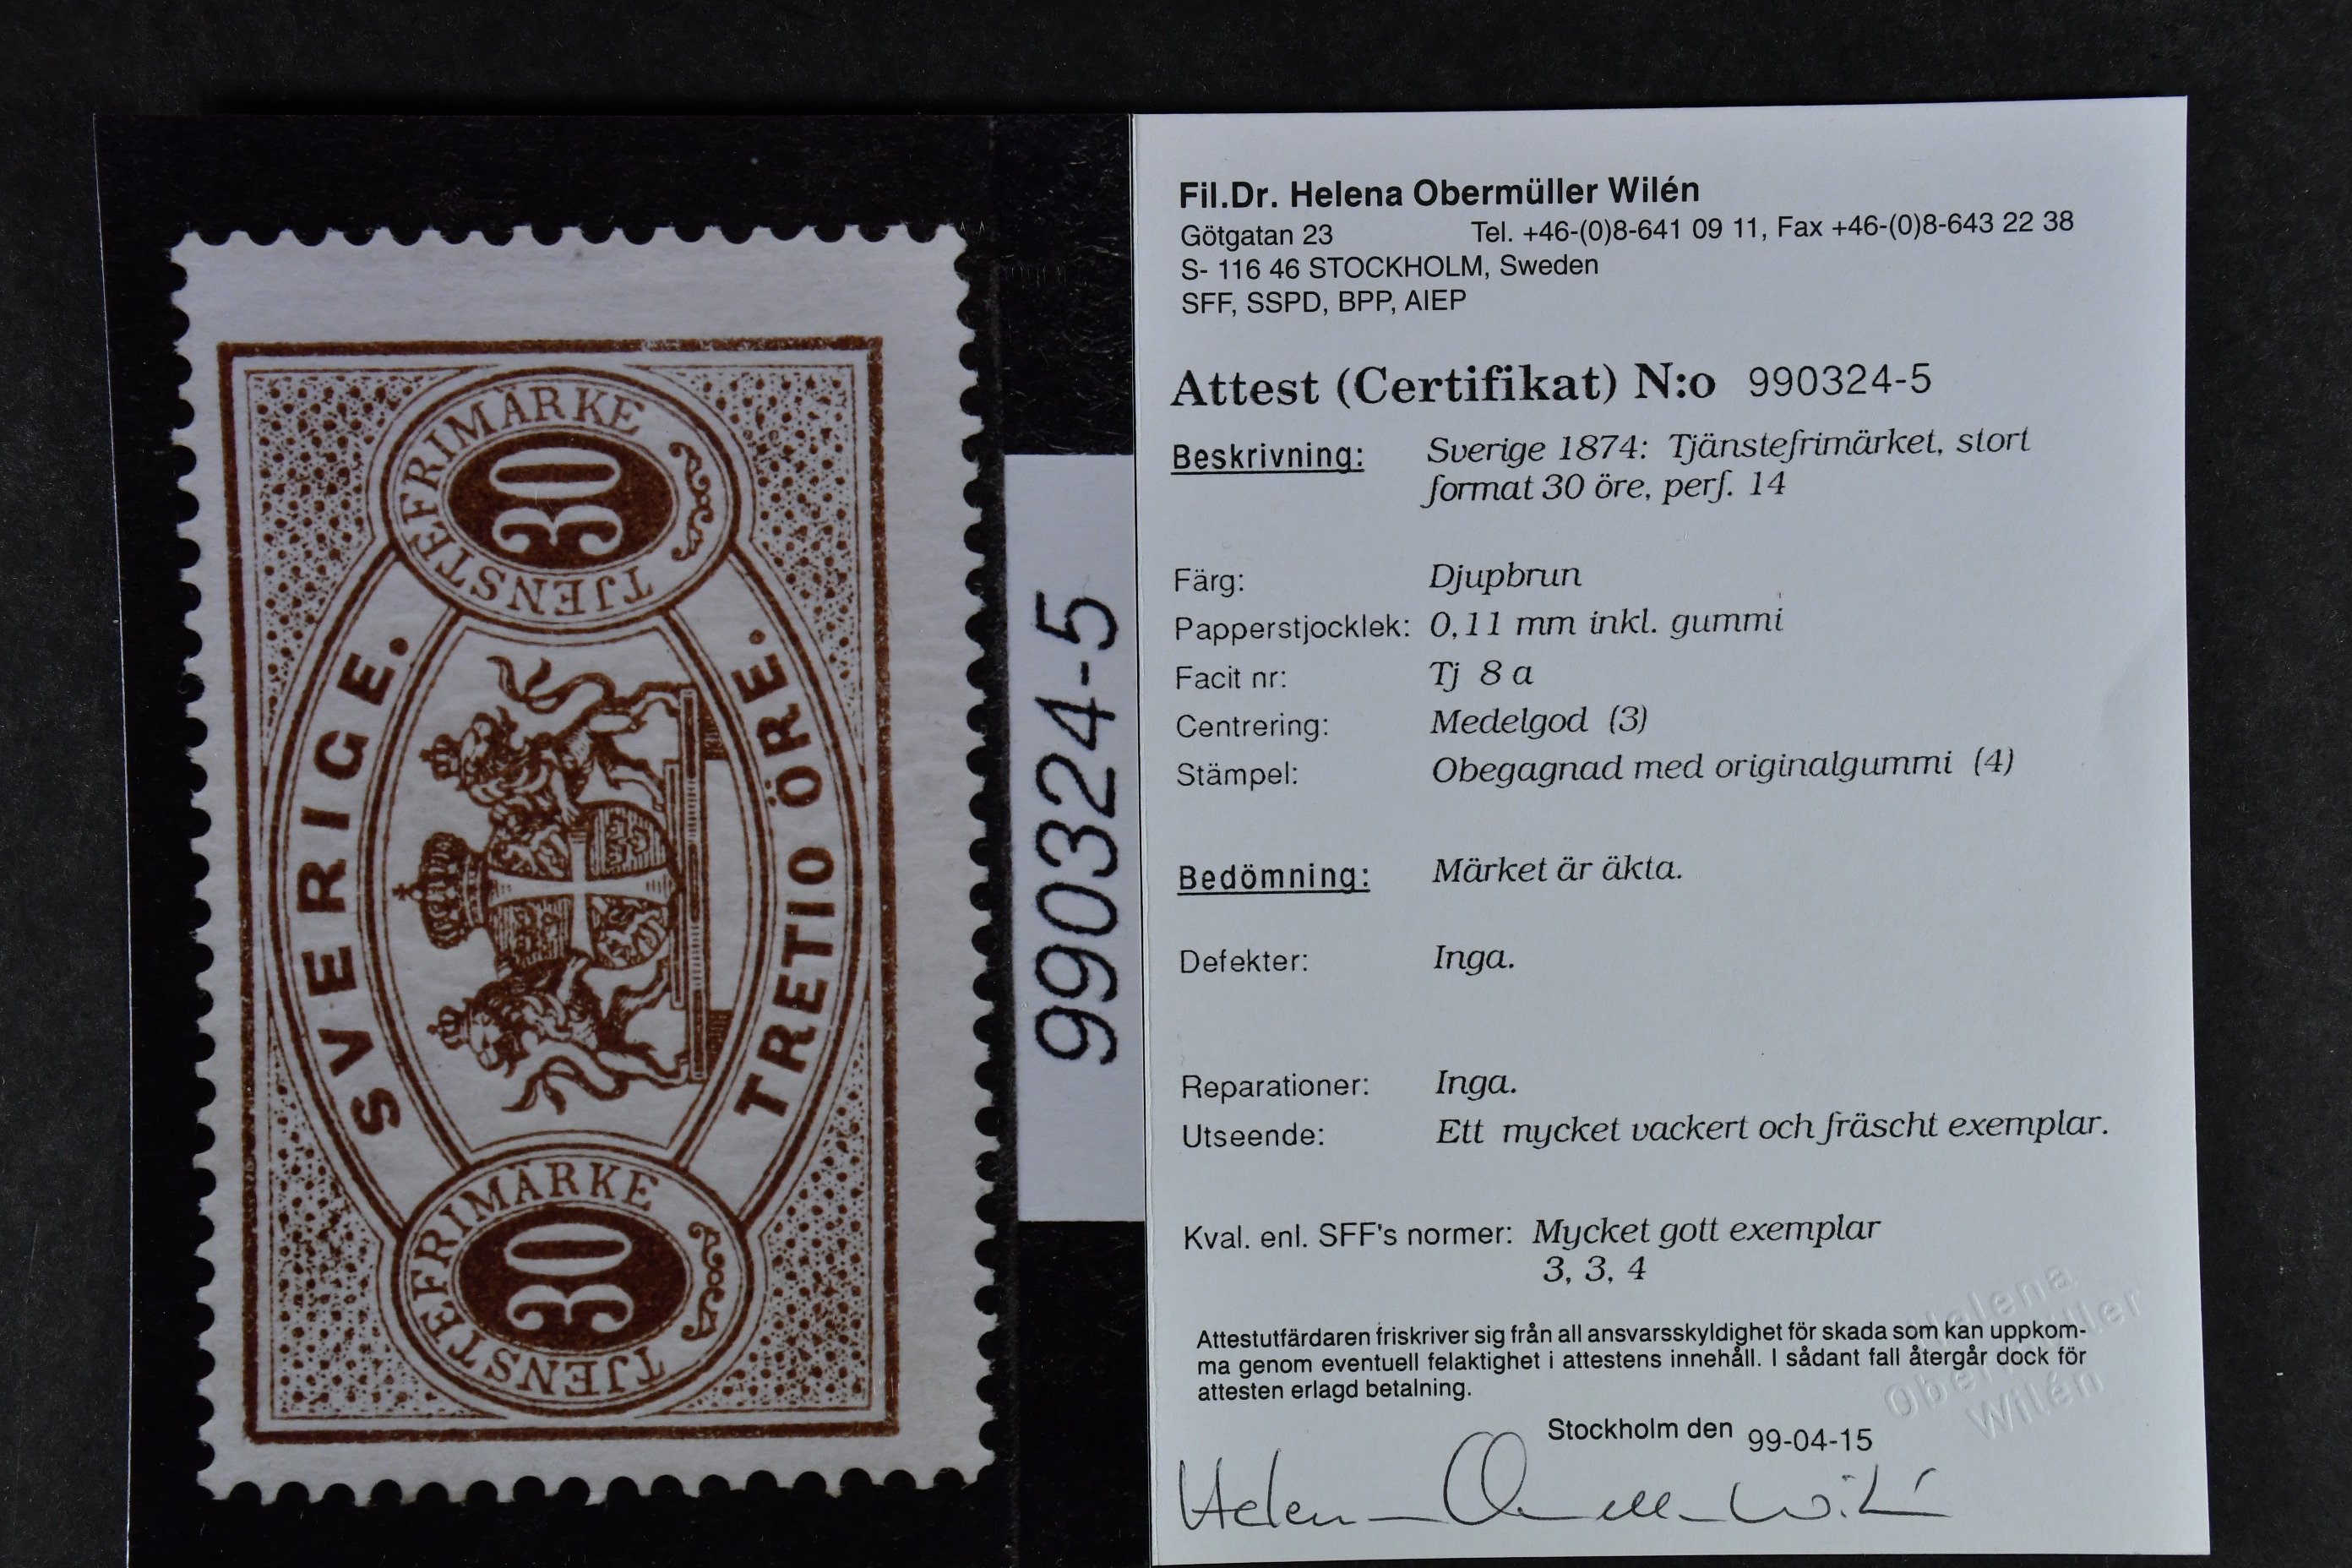 SVERIGE.
TJENSTEFRIMÄRKE
30
TJENSTEFRIMÄRKE
30
TRETIO ÖRE.
990324-5
Fil.Dr. Helena Obermüller Wilén
Götgatan 23 Tel. +46-(0)8-641 09 11, Fax +46-(0)8-643 22 38
S- 116 46 STOCKHOLM, Sweden
SFF, SSPD, BPP, AIEP
Attest (Certifikat) N:o 990324-5
Beskrivning: Sverige 1874: Tjänstefrimärket, stort
format 30 öre, perf. 14
Färg: Djupbrun
Papperstjocklek: 0,11 mm inkl. gummi
Facit nr: Tj 8 a
Centrering: Medelgod (3)
Stämpel: Obegagnad med originalgummi (4)
Bedömning: Märket är äkta.
Defekter: Inga.
Reparationer: Inga.
Utseende: Ett mycket vackert och fräscht exemplar.
Kval. enl. SFF's normer: Mycket gott exemplar
3, 3, 4
Attestutfärdaren friskriver sig från all ansvarsskyldighet för skada som kan uppkom-
ma genom eventuell felaktighet i attestens innehåll. I sådant fall återgår dock för
attesten erlagd betalning.
Helena
Obermüller
Wilén
Stockholm den 99-04-15
Helena Obermüller Wilén